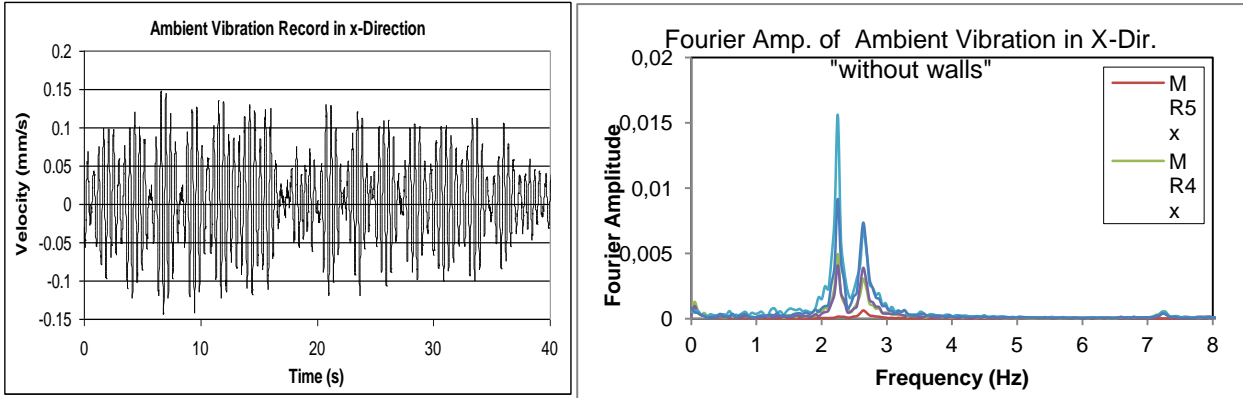 Ambient Vibration Record in x-Direction
Velocity (mm/s)
0.2
0.15
0.1
0.05
0
-0.05
-0.1
-0.15
0
10
20
30
40
Time (s)
Fourier Amp. of Ambient Vibration in X-Dir.
"without walls"
Fourier Amplitude
0,02
0,015
0,01
0,005
0
0
1
2
3
4
5
6
7
8
Frequency (Hz)
M
R5
x
M
R4
x